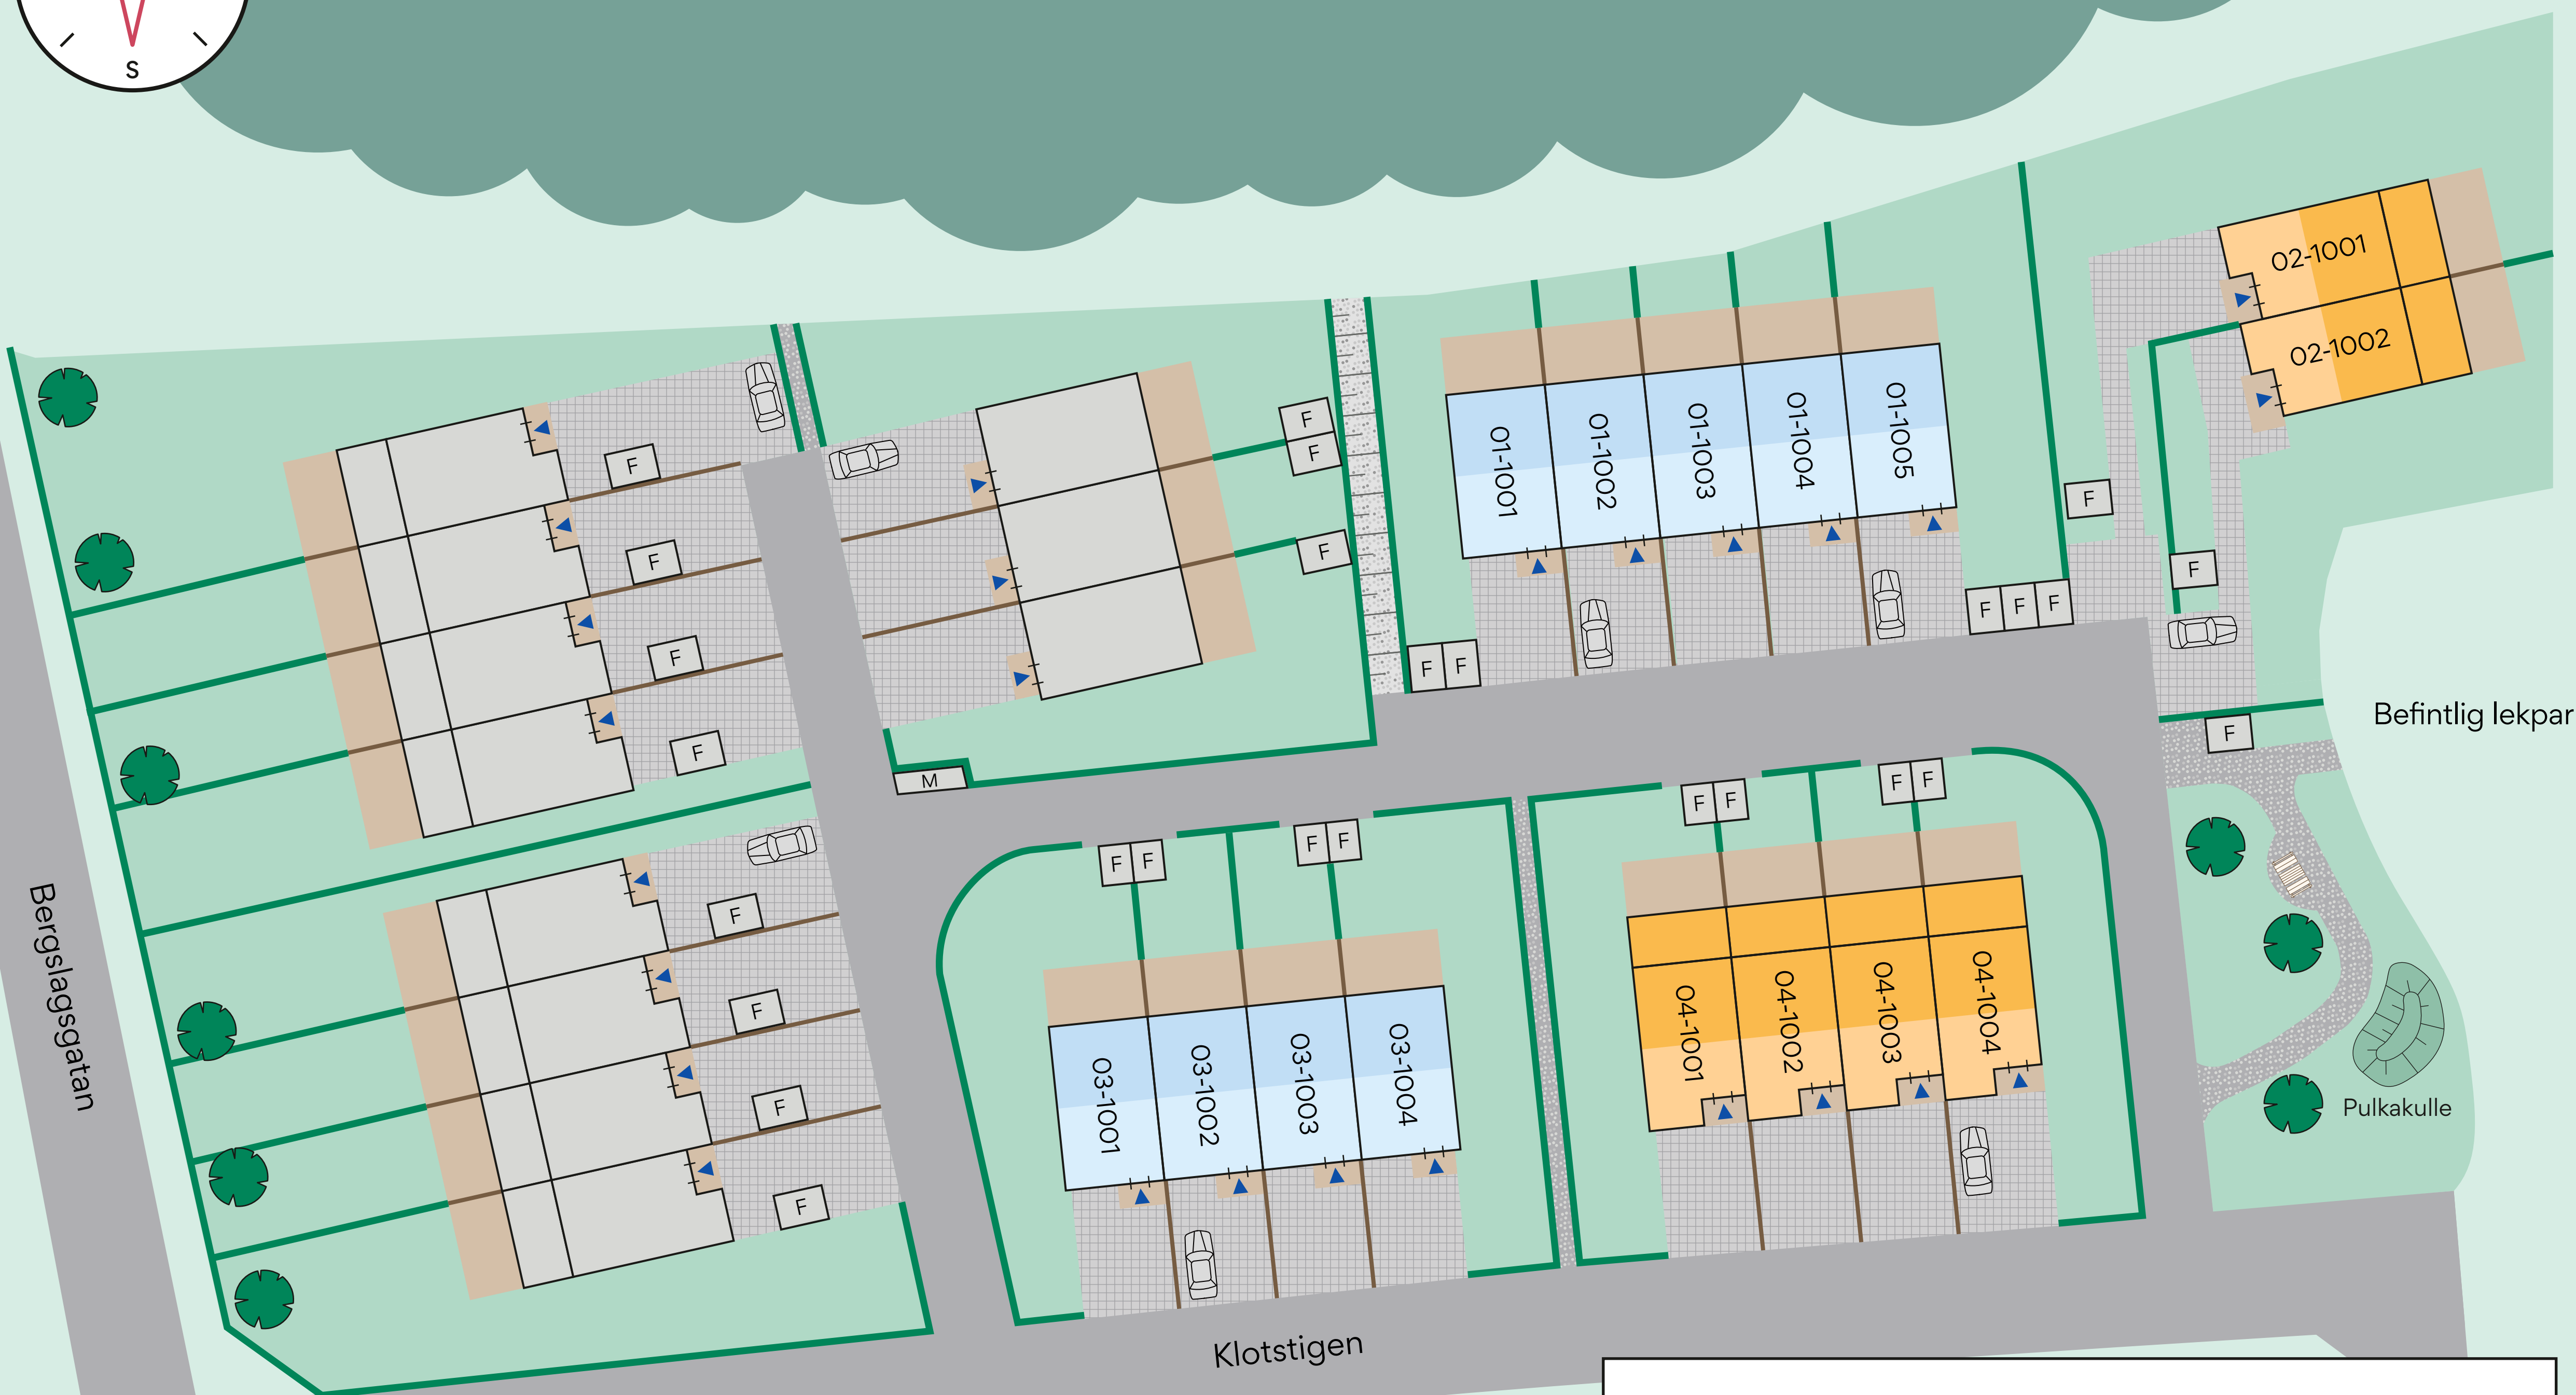 S
02-1001
02-1002
01-1001
01-1002
01-1003
01-1004
01-1005
F
F
F
F
F
F
F
F
F
F
F F
F F F
F
Befintlig lekpar
F
M
F F
F F
F F
F F
F
F
F
F
Bergslagsgatan
03-1001
03-1002
03-1003
03-1004
04-1001
04-1002
04-1003
04-1004
Pulkakulle
Klotstigen